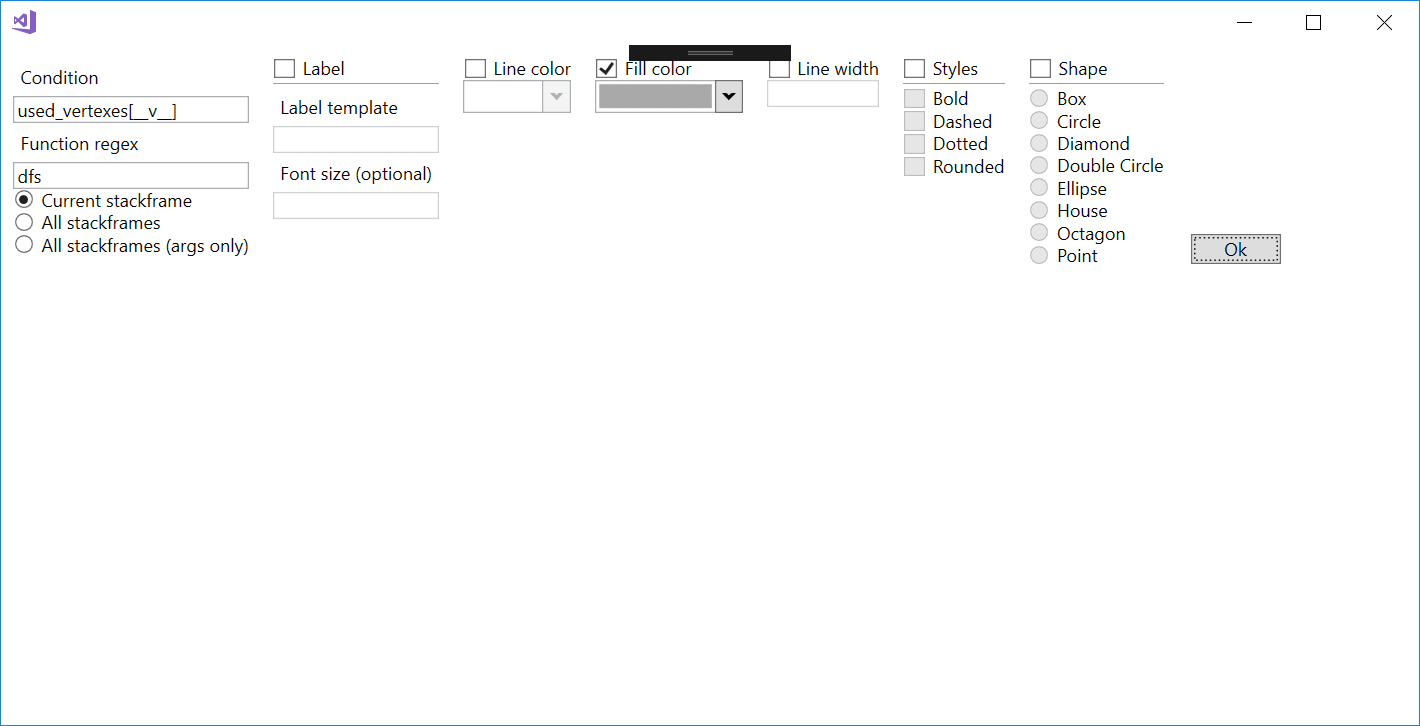 Condition
used_vertexes[__v__]
Function regex
dfs
Current stackframe
All stackframes
All stackframes (args only)
Label
Label template
Font size (optional)
Line color
Fill color
Line width
Styles
Bold
Dashed
Dotted
Rounded
Shape
Box
Circle
Diamond
Double Circle
Ellipse
House
Octagon
Point
Ok